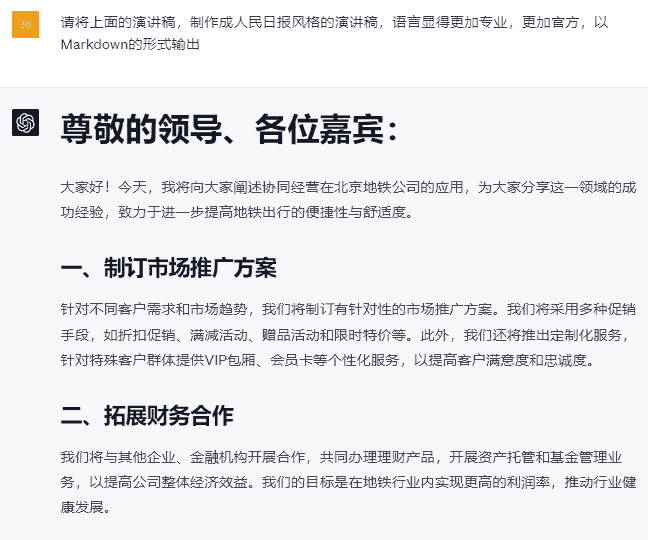 请将上面的演讲稿，制作成人民日报风格的演讲稿，语言显得更加专业，更加官方，以
Markdown的形式输出
尊敬的领导、各位嘉宾：
大家好！今天，我将向大家阐述协同经营在北京地铁公司的应用，为大家分享这一领域的成
功经验，致力于进一步提高地铁出行的便捷性与舒适度。
一、制订市场推广方案
针对不同客户需求和市场趋势，我们将制订有针对性的市场推广方案。我们将采用多种促销
手段，如折扣促销、满减活动、赠品活动和限时特价等。此外，我们还将推出定制化服务，
针对特殊客户群体提供VIP包厢、会员卡等个性化服务，以提高客户满意度和忠诚度。
二、拓展财务合作
我们将与其他企业、金融机构开展合作，共同办理理财产品，开展资产托管和基金管理业
务，以提高公司整体经济效益。我们的目标是在地铁行业内实现更高的利润率，推动行业健
康发展。